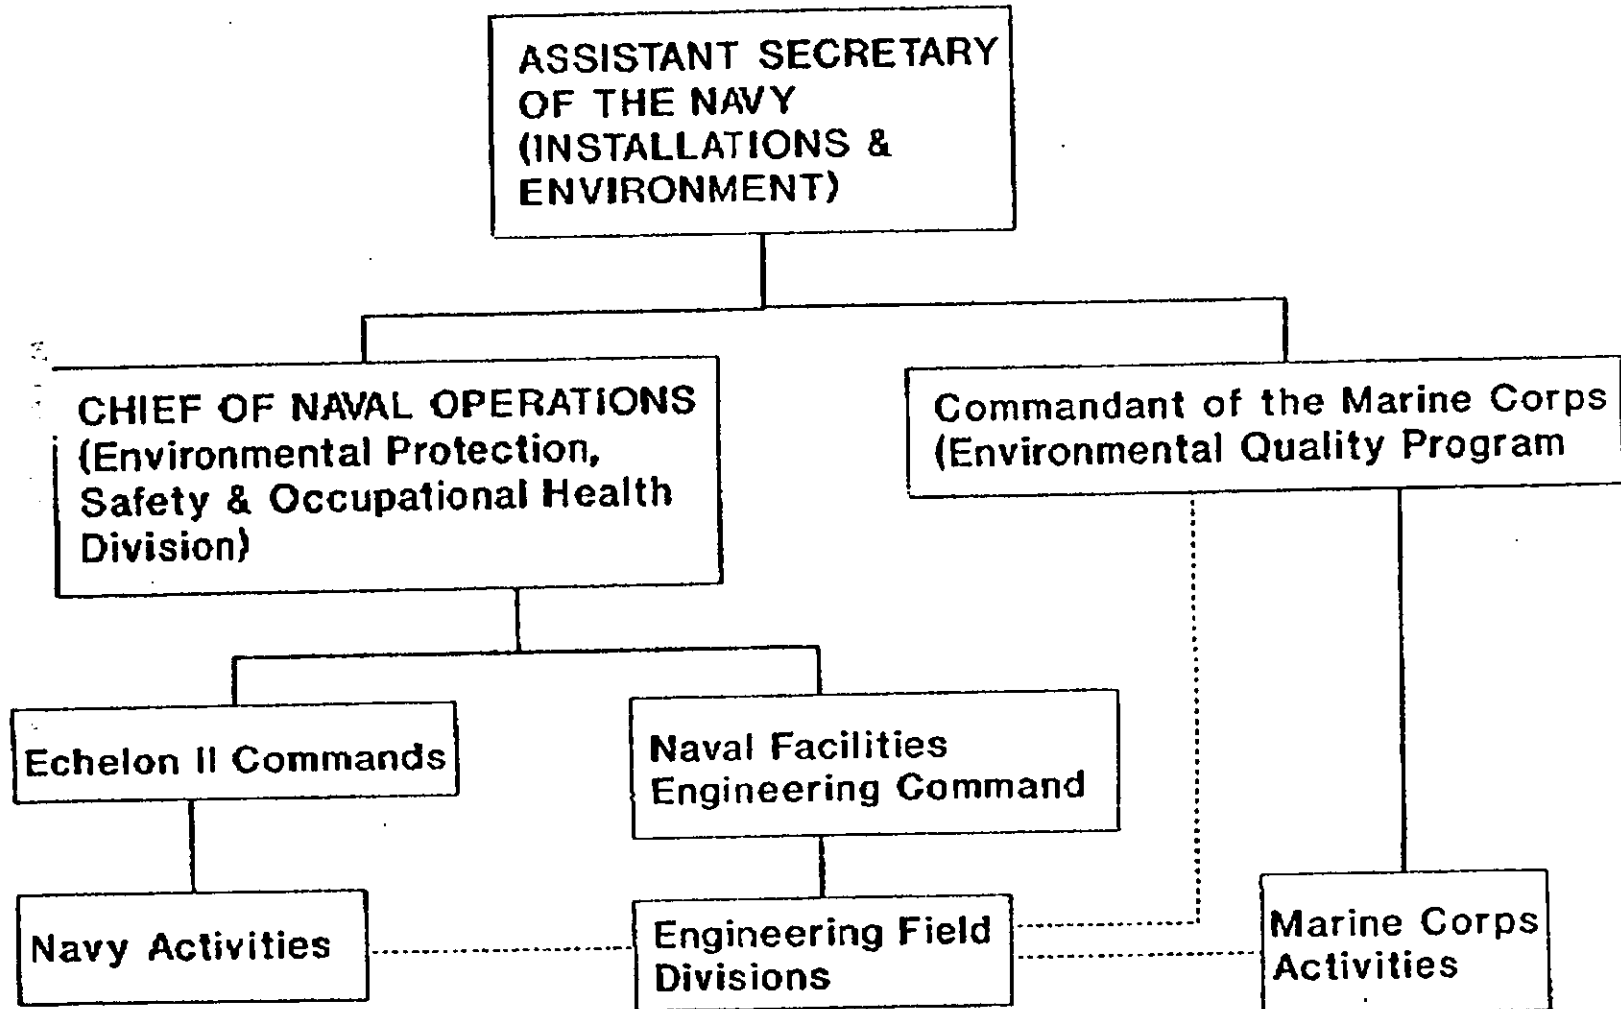 ASSISTANT SECRETARY
OF THE NAVY
(INSTALLATIONS &
ENVIRONMENT)
CHIEF OF NAVAL OPERATIONS
(Environmental Protection,
Safety & Occupational Health
Division)
Commandant of the Marine Corps
(Environmental Quality Program
Echelon II Commands
Naval Facilities
Engineering Command
Navy Activities
Engineering Field
Divisions
Marine Corps
Activities